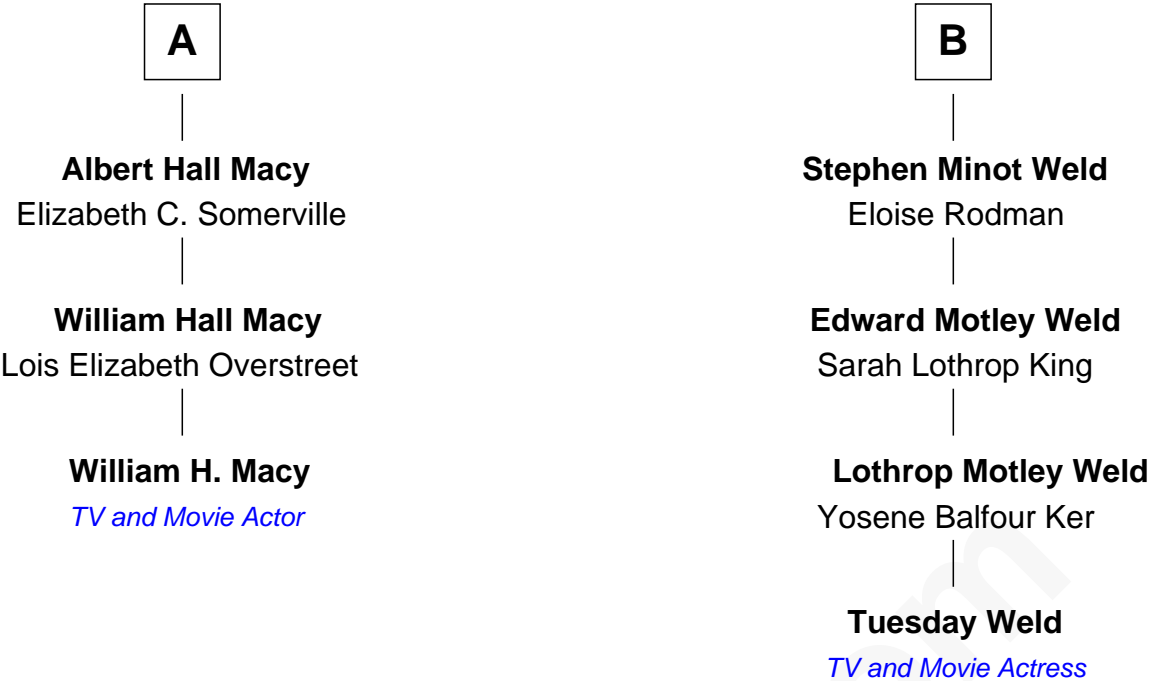 A
Albert Hall Macy
Elizabeth C. Somerville
William Hall Macy
Lois Elizabeth Overstreet
William H. Macy
TV and Movie Actor
B
Stephen Minot Weld
Eloise Rodman
Edward Motley Weld
Sarah Lothrop King
Lothrop Motley Weld
Yosene Balfour Ker
Tuesday Weld
TV and Movie Actress